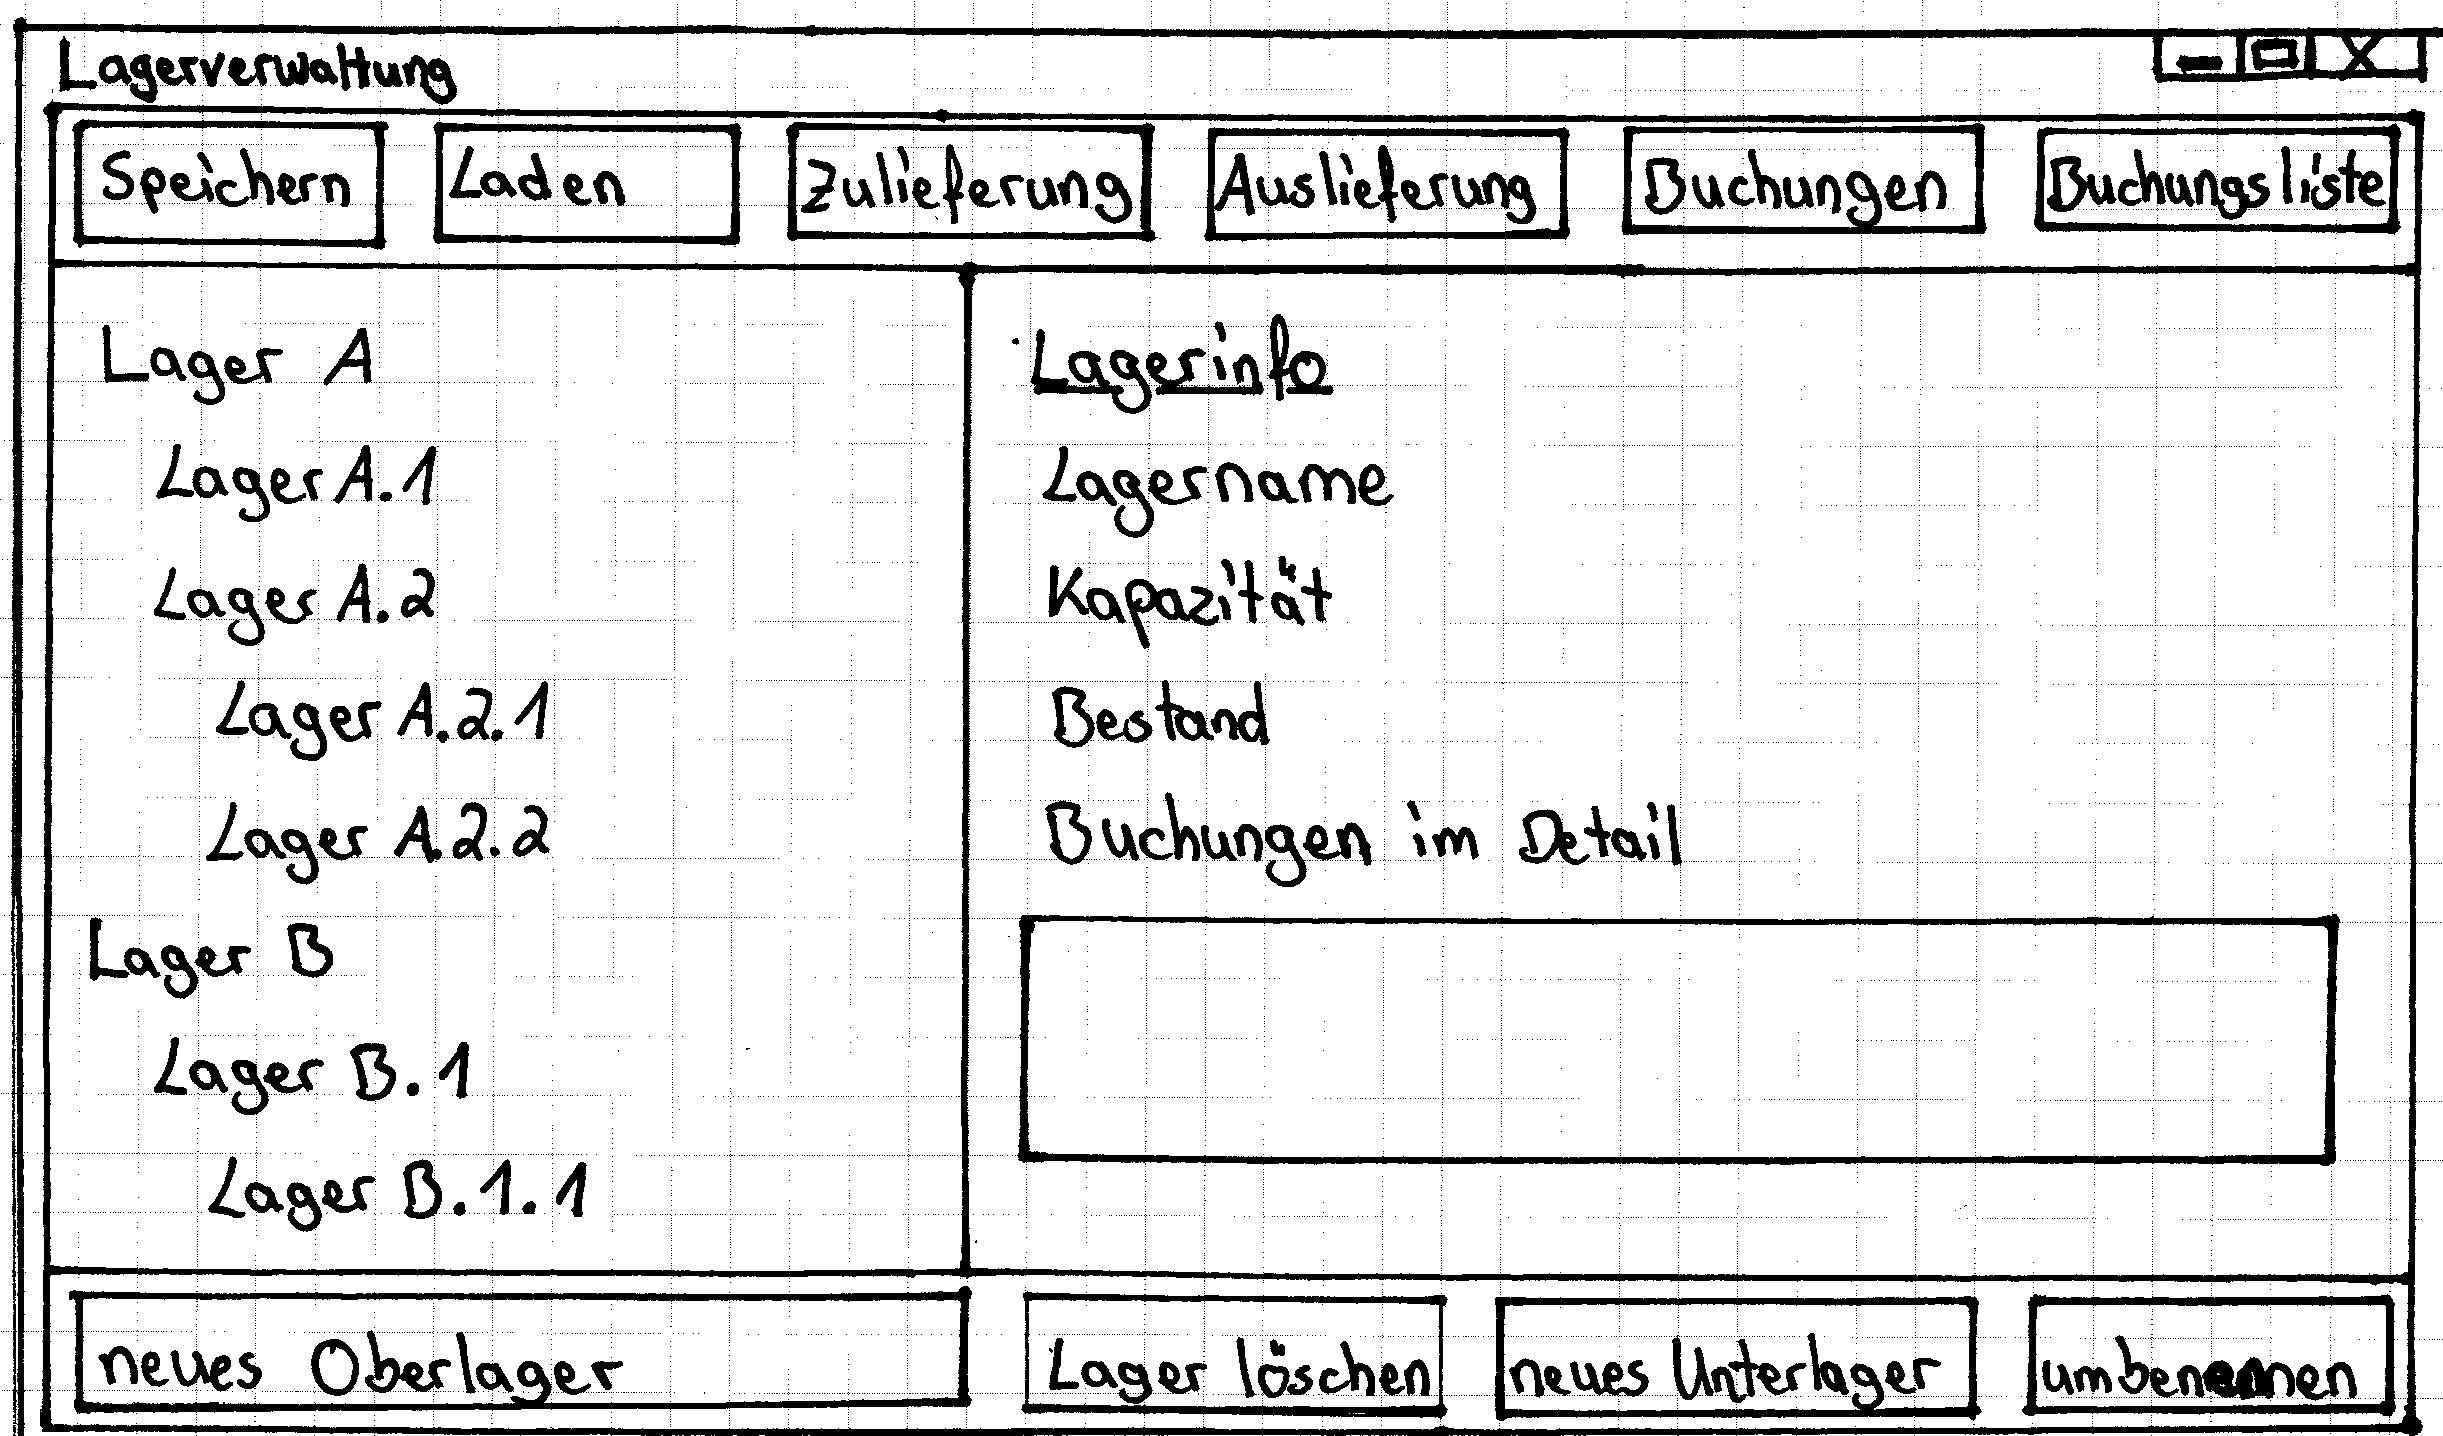 Lagerverwaltung
Speichern Laden Zulieferung Auslieferung Buchungen Buchungsliste
Lager A
Lager A.1
Lager A.2
Lager A.2.1
Lager A.2.2
Lager B
Lager B.1
Lager B.1.1
Lagerinfo
Lagername
Kapazität
Bestand
Buchungen im Detail
neues Oberlager Lager löschen neues Unterlager umbenennen